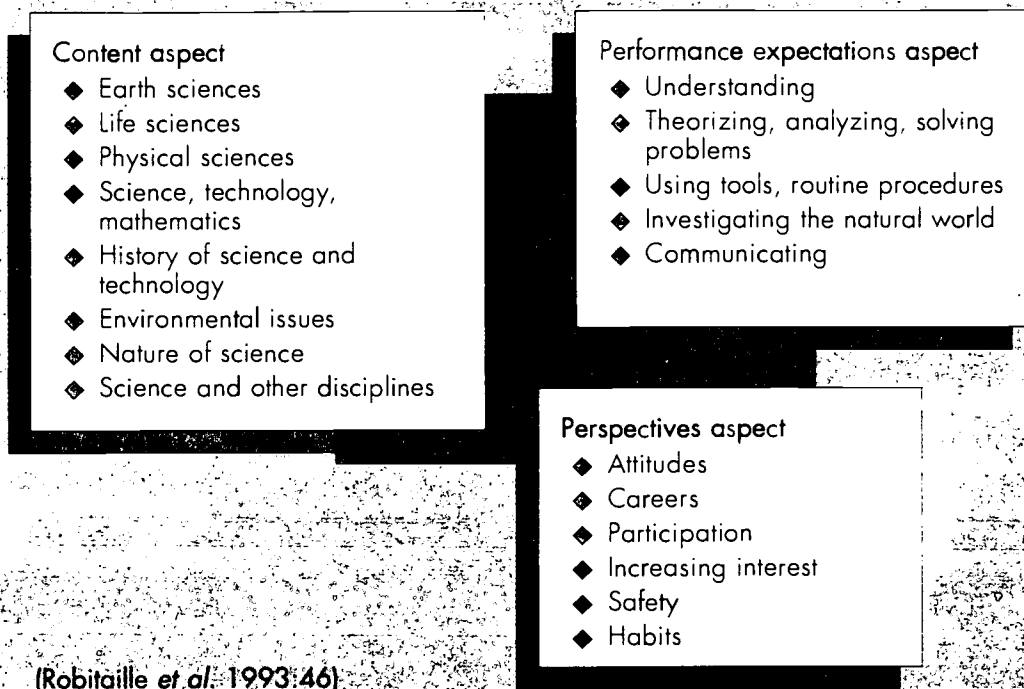 Content aspect
◆ Earth sciences
◆ Life sciences
◆ Physical sciences
◆ Science, technology,
mathematics
◆ History of science and
technology
◆ Environmental issues
◆ Nature of science
◆ Science and other disciplines
Performance expectations aspect
◆ Understanding
◆ Theorizing, analyzing, solving
problems
◆ Using tools, routine procedures
◆ Investigating the natural world
◆ Communicating
Perspectives aspect
◆ Attitudes
◆ Careers
◆ Participation
◆ Increasing interest
◆ Safety
◆ Habits
(Robitaille et al. 1993:46)